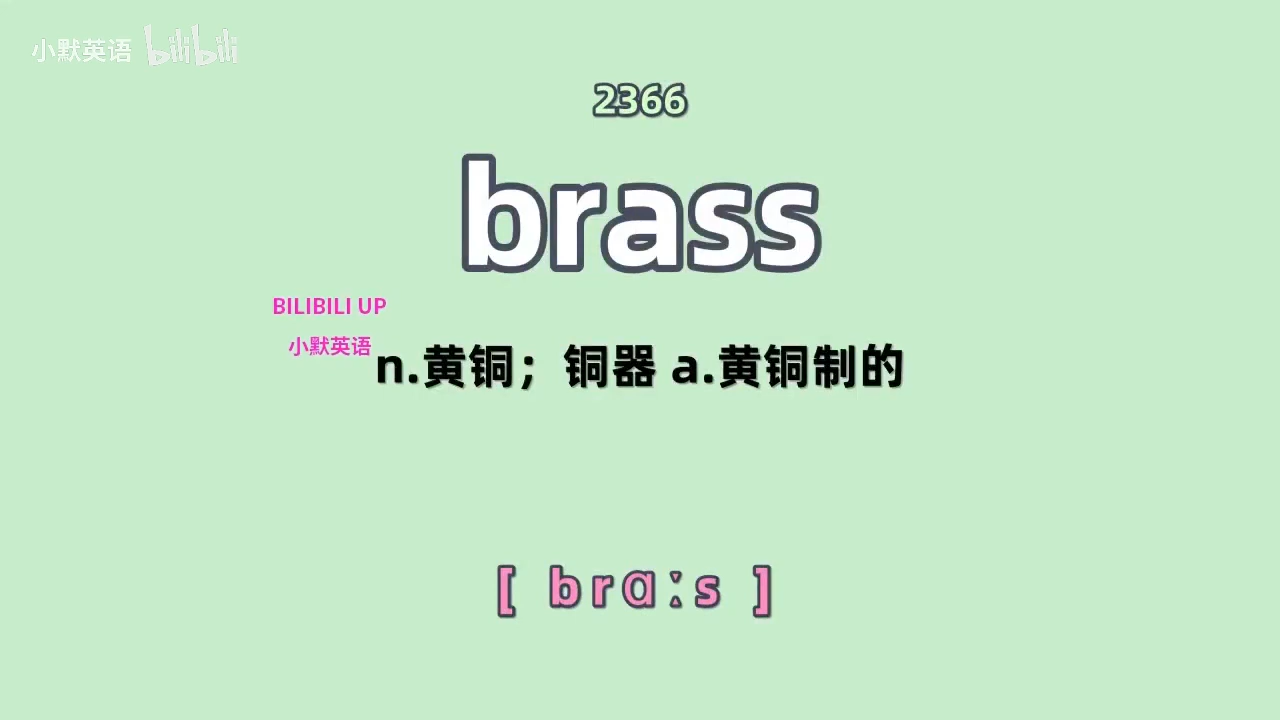 小默英语 bilibili
2366
brass
BILIBILI UP
小默英语
n.黄铜；铜器 a.黄铜制的
[ brɑːs ]